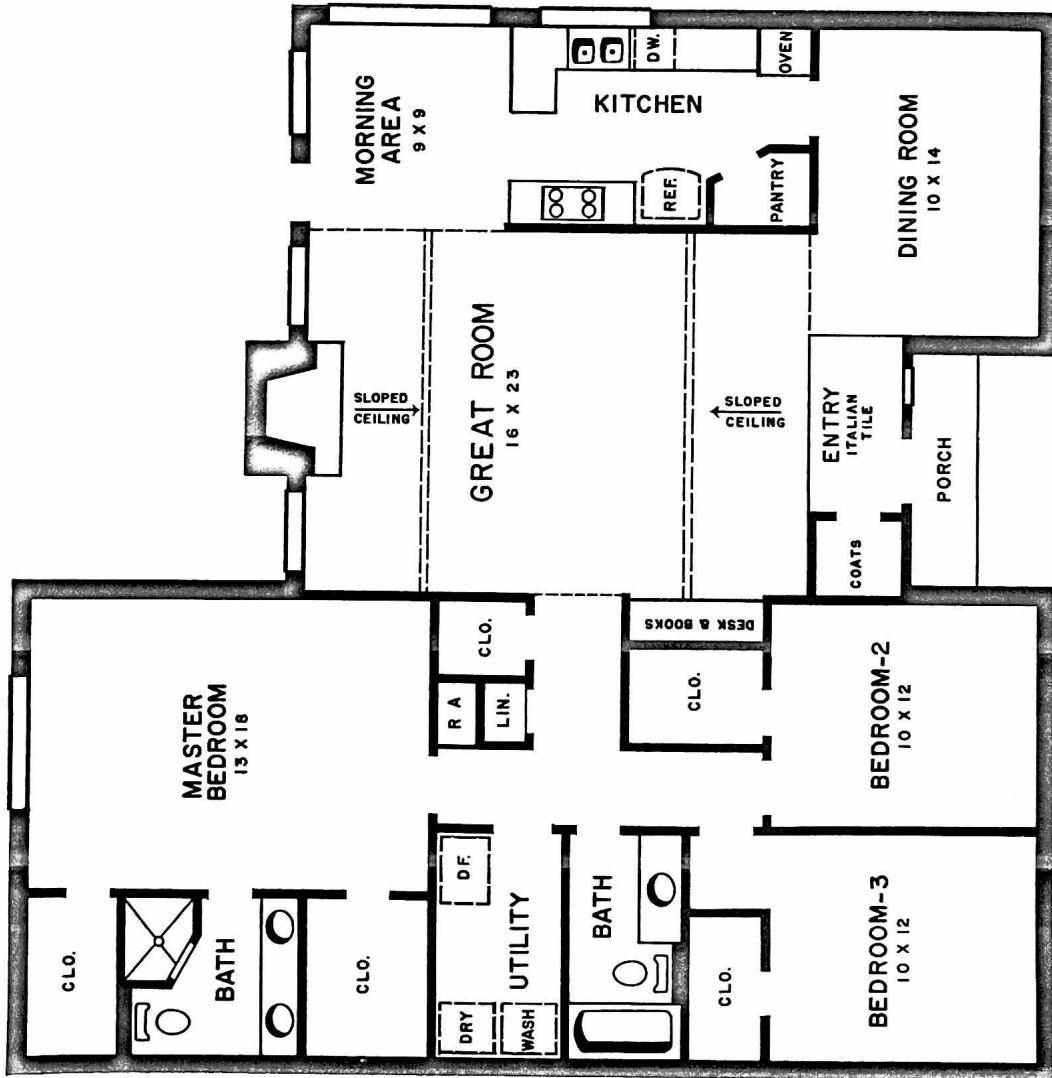 MORNING
AREA
9 X 9
KITCHEN
D.W.
OVEN
REF.
PANTRY
DINING ROOM
10 X 14
GREAT ROOM
16 X 23
SLOPED
CEILING
SLOPED
CEILING
ENTRY
ITALIAN
TILE
COATS
PORCH
MASTER
BEDROOM
13 X 18
CLO.
R A
LIN.
DESK & BOOKS
CLO.
BEDROOM-2
10 X 12
CLO.
BATH
CLO.
D.F.
UTILITY
DRY
WASH
BATH
CLO.
BEDROOM-3
10 X 12